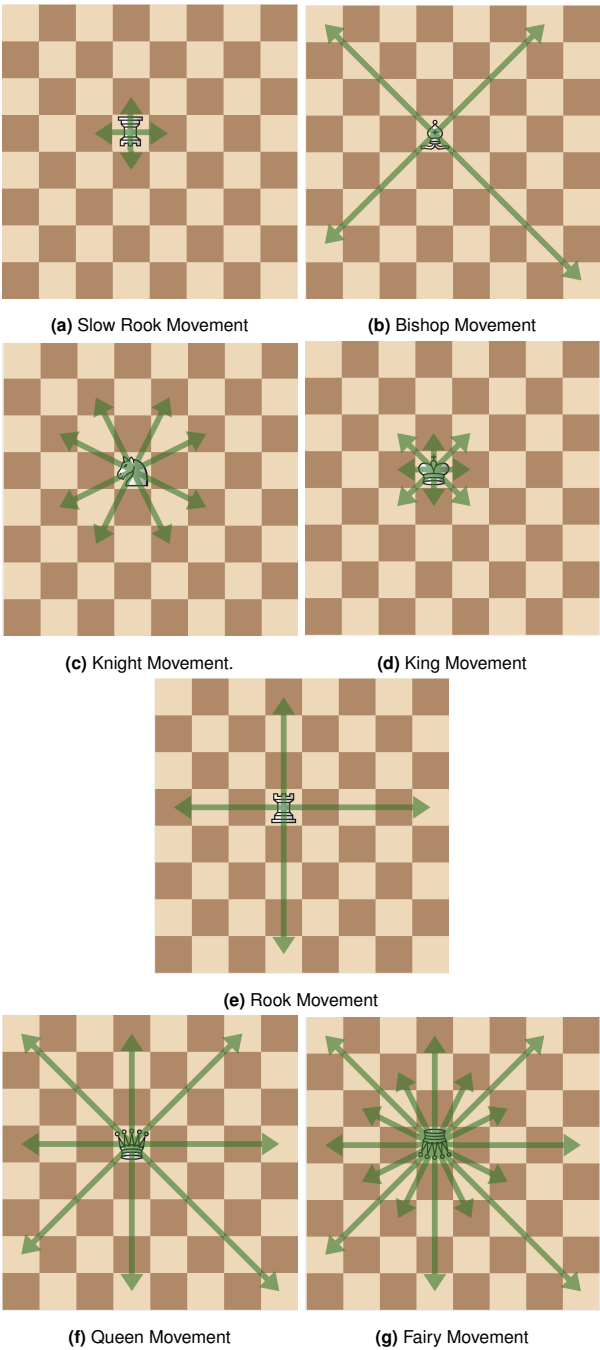 (a) Slow Rook Movement
(b) Bishop Movement
(c) Knight Movement.
(d) King Movement
(e) Rook Movement
(f) Queen Movement
(g) Fairy Movement